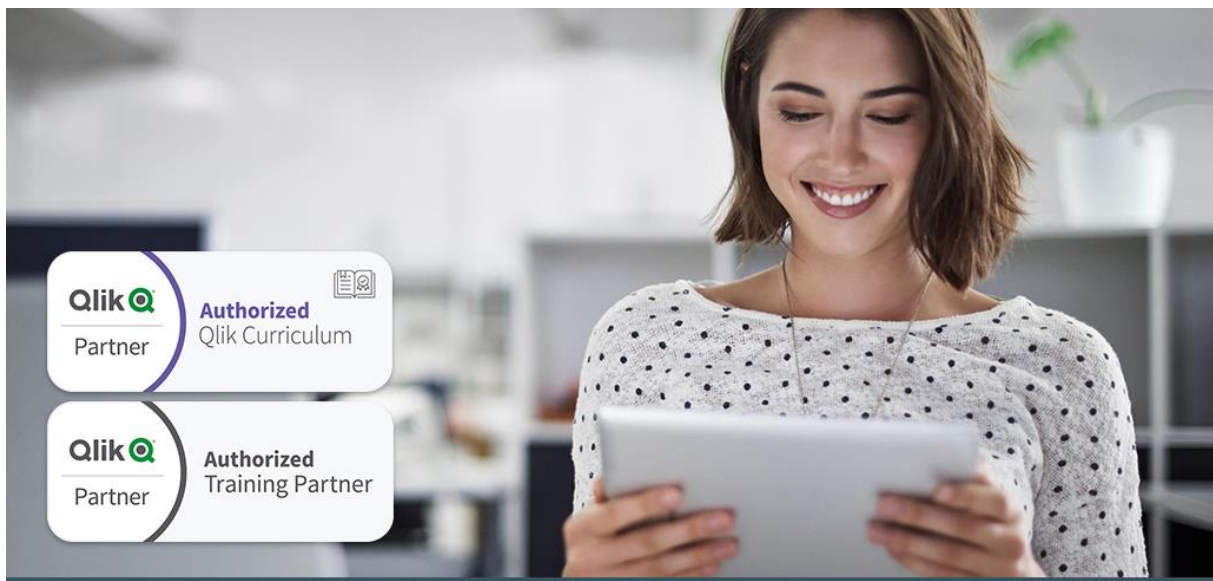 Qlik
Partner
Authorized
Qlik Curriculum
Qlik
Partner
Authorized
Training Partner